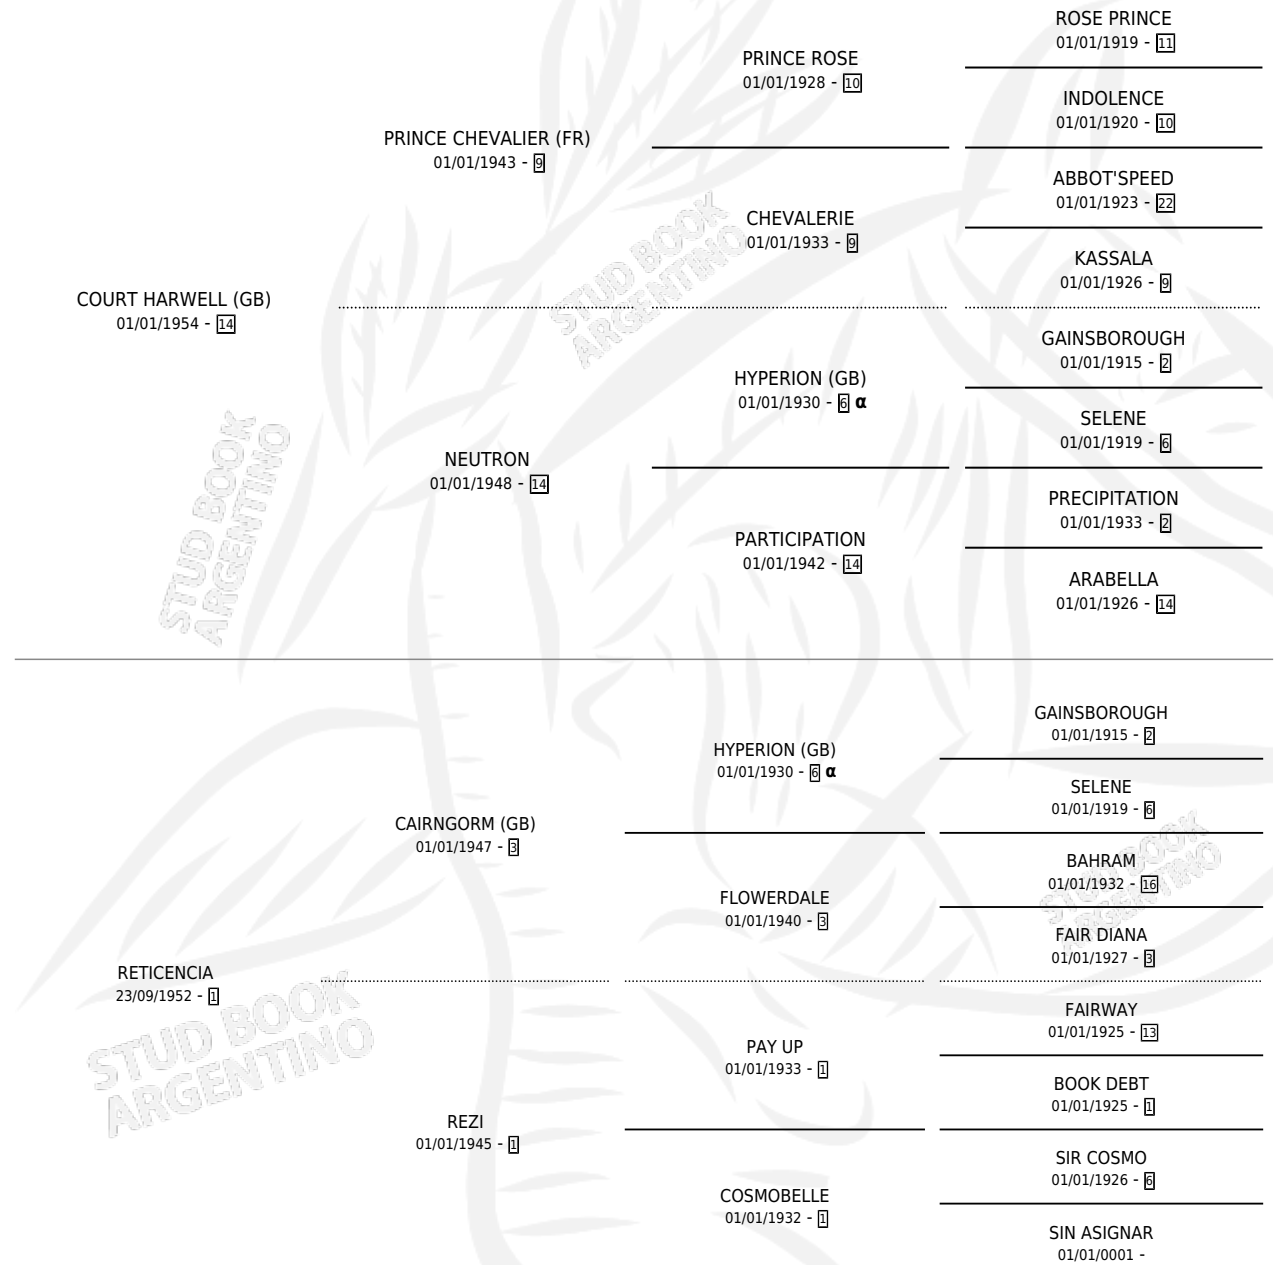 ROSE PRINCE
01/01/1919 - 11
PRINCE ROSE
01/01/1928 - 10
INDOLENCE
01/01/1920 - 10
PRINCE CHEVALIER (FR)
01/01/1943 - 9
ABBOT'SPEED
01/01/1923 - 22
CHEVALERIE
01/01/1933 - 9
KASSALA
01/01/1926 - 9
COURT HARWELL (GB)
01/01/1954 - 14
STUD BOOK
ARGENTINO
GAINSBOROUGH
01/01/1915 - 2
HYPERION (GB)
01/01/1930 - 6 α
SELENE
01/01/1919 - 6
NEUTRON
01/01/1948 - 14
PRECIPITATION
01/01/1933 - 2
PARTICIPATION
01/01/1942 - 14
ARABELLA
01/01/1926 - 14
STUD BOOK
ARGENTINO
GAINSBOROUGH
01/01/1915 - 2
HYPERION (GB)
01/01/1930 - 6 α
SELENE
01/01/1919 - 6
CAIRNGORM (GB)
01/01/1947 - 3
BAHRAM
01/01/1932 - 16
STUD BOOK
ARGENTINO
FLOWERDALE
01/01/1940 - 3
FAIR DIANA
01/01/1927 - 3
RETICENCIA
23/09/1952 - 1
STUD BOOK
ARGENTINO
FAIRWAY
01/01/1925 - 13
PAY UP
01/01/1933 - 1
BOOK DEBT
01/01/1925 - 1
REZI
01/01/1945 - 1
SIR COSMO
01/01/1926 - 6
COSMOBELLE
01/01/1932 - 1
SIN ASIGNAR
01/01/0001 -